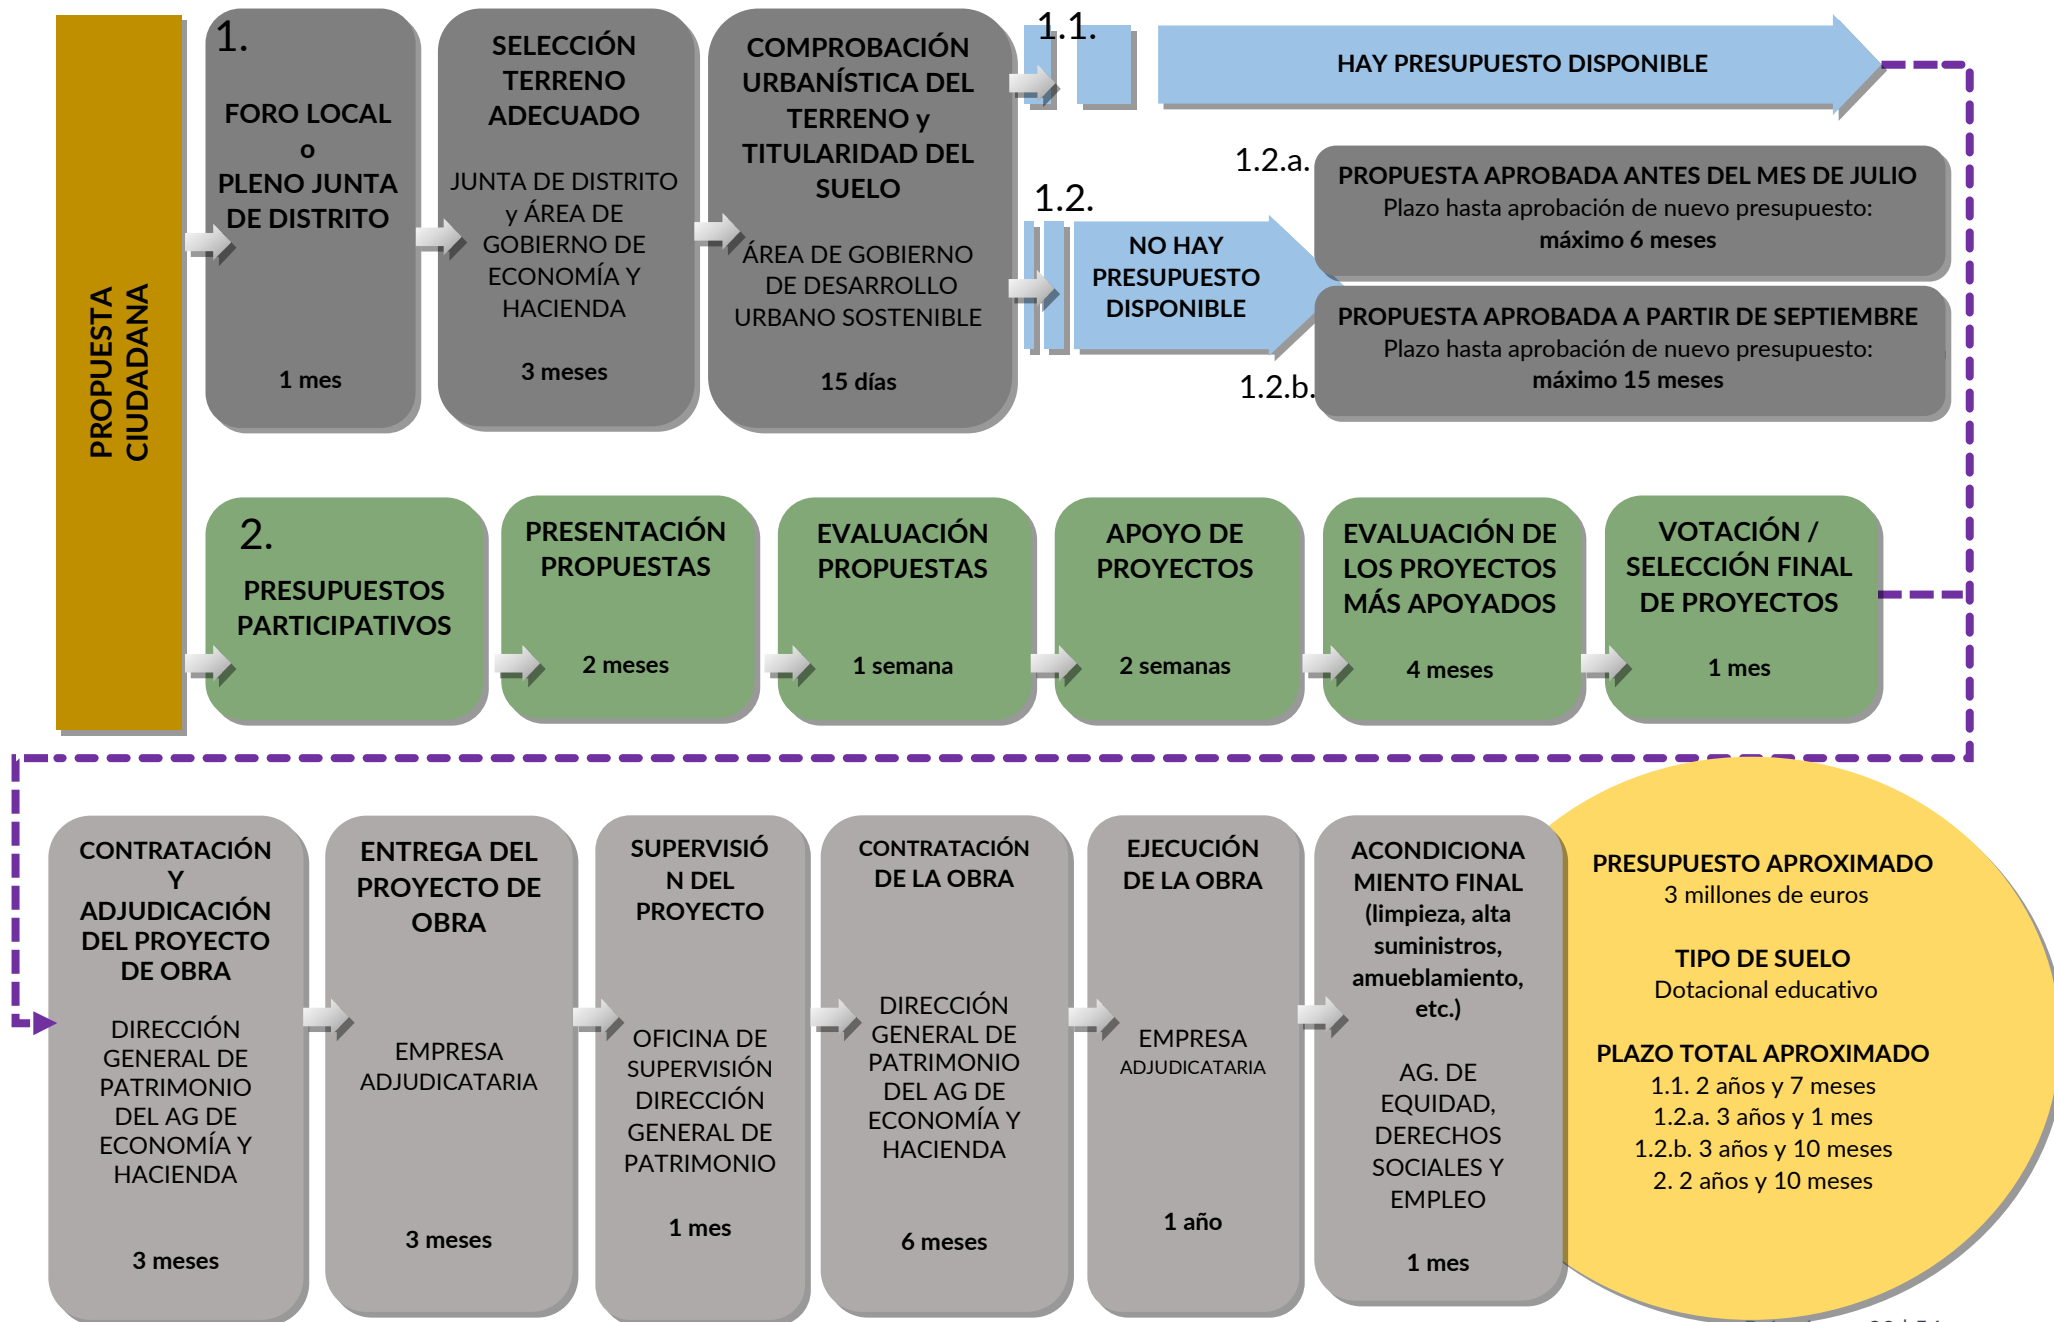 PROPUESTA
CIUDADANA
1.
FORO LOCAL
o
PLENO JUNTA
DE DISTRITO
1 mes
SELECCIÓN
TERRENO
ADECUADO
JUNTA DE DISTRITO
y ÁREA DE
GOBIERNO DE
ECONOMÍA Y
HACIENDA
3 meses
COMPROBACIÓN
URBANÍSTICA DEL
TERRENO y
TITULARIDAD DEL
SUELO
ÁREA DE GOBIERNO
DE DESARROLLO
URBANO SOSTENIBLE
15 días
1.1.
HAY PRESUPUESTO DISPONIBLE
1.2.
NO HAY
PRESUPUESTO
DISPONIBLE
1.2.a.
PROPUESTA APROBADA ANTES DEL MES DE JULIO
Plazo hasta aprobación de nuevo presupuesto:
máximo 6 meses
PROPUESTA APROBADA A PARTIR DE SEPTIEMBRE
Plazo hasta aprobación de nuevo presupuesto:
máximo 15 meses
1.2.b.
2.
PRESUPUESTOS
PARTICIPATIVOS
PRESENTACIÓN
PROPUESTAS
2 meses
EVALUACIÓN
PROPUESTAS
1 semana
APOYO DE
PROYECTOS
2 semanas
EVALUACIÓN DE
LOS PROYECTOS
MÁS APOYADOS
4 meses
VOTACIÓN /
SELECCIÓN FINAL
DE PROYECTOS
1 mes
CONTRATACIÓN
Y
ADJUDICACIÓN
DEL PROYECTO
DE OBRA
DIRECCIÓN
GENERAL DE
PATRIMONIO
DEL AG DE
ECONOMÍA Y
HACIENDA
3 meses
ENTREGA DEL
PROYECTO DE
OBRA
EMPRESA
ADJUDICATARIA
3 meses
SUPERVISIÓ
N DEL
PROYECTO
OFICINA DE
SUPERVISIÓN
DIRECCIÓN
GENERAL DE
PATRIMONIO
1 mes
CONTRATACIÓN
DE LA OBRA
DIRECCIÓN
GENERAL DE
PATRIMONIO
DEL AG DE
ECONOMÍA Y
HACIENDA
6 meses
EJECUCIÓN
DE LA OBRA
EMPRESA
ADJUDICATARIA
1 año
ACONDICIONA
MIENTO FINAL
(limpieza, alta
suministros,
amueblamiento,
etc.)
AG. DE
EQUIDAD,
DERECHOS
SOCIALES Y
EMPLEO
1 mes
PRESUPUESTO APROXIMADO
3 millones de euros
TIPO DE SUELO
Dotacional educativo
PLAZO TOTAL APROXIMADO
1.1. 2 años y 7 meses
1.2.a. 3 años y 1 mes
1.2.b. 3 años y 10 meses
2. 2 años y 10 meses